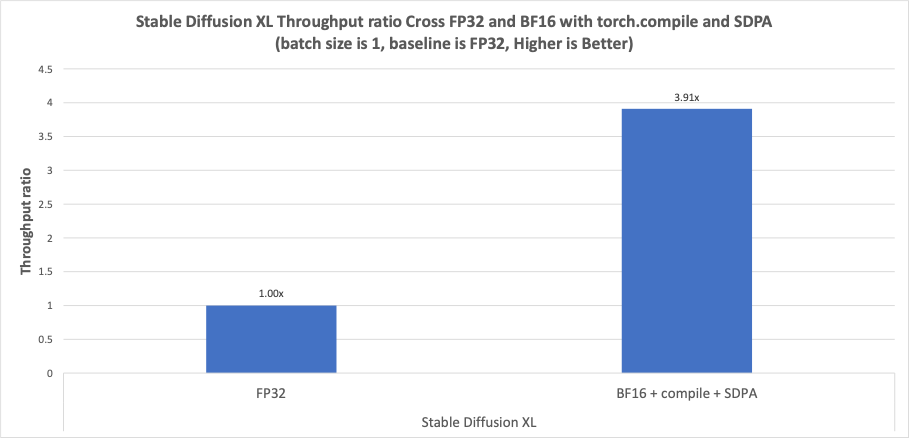 Stable Diffusion XL Throughput ratio Cross FP32 and BF16 with torch.compile and SDPA
(batch size is 1, baseline is FP32, Higher is Better)
4.5
4
3.5
3
2.5
2
1.5
1
0.5
0
Throughput ratio
1.00x
3.91x
FP32
BF16 + compile + SDPA
Stable Diffusion XL